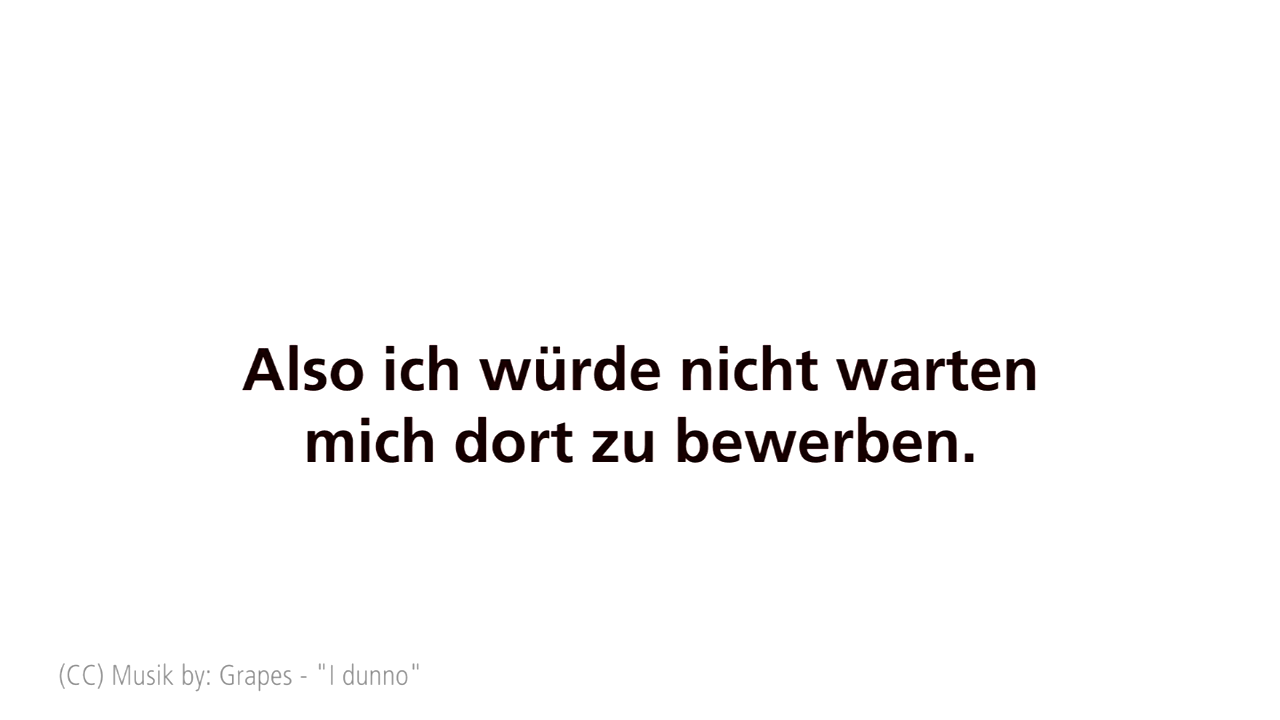 Also ich würde nicht warten
mich dort zu bewerben.
(CC) Musik by: Grapes - "I dunno"